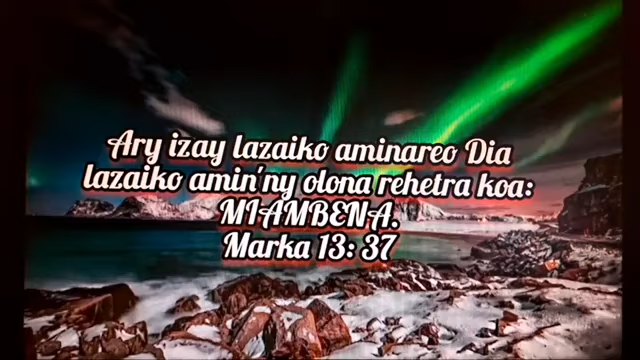 Ary izay lazaiko aminareo Dia
lazaiko amin'ny olona rehetra koa:
MIAMBENA.
Marka 13: 37